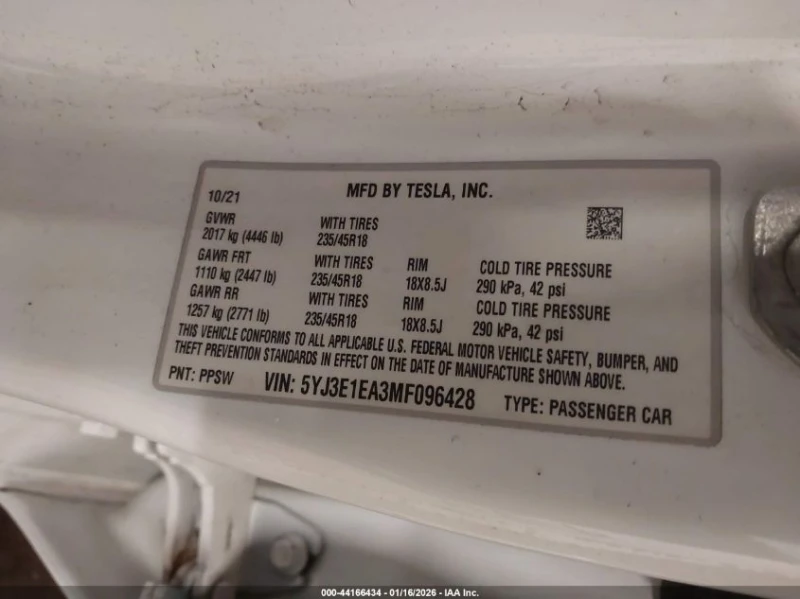 10/21 MFD BY TESLA, INC.
GVWR WITH TIRES
2017 kg (4446 lb) 235/45R18
GAWR FRT WITH TIRES RIM COLD TIRE PRESSURE
1110 kg (2447 lb) 235/45R18 18X8.5J 290 kPa, 42 psi
GAWR RR WITH TIRES RIM COLD TIRE PRESSURE
1257 kg (2771 lb) 235/45R18 18X8.5J 290 kPa, 42 psi
THIS VEHICLE CONFORMS TO ALL APPLICABLE U.S. FEDERAL MOTOR VEHICLE SAFETY, BUMPER, AND
THEFT PREVENTION STANDARDS IN EFFECT ON THE DATE OF MANUFACTURE SHOWN ABOVE.
PNT: PPSW VIN: 5YJ3E1EA3MF096428 TYPE: PASSENGER CAR
000-44166434 - 01/16/2026 - IAA Inc.